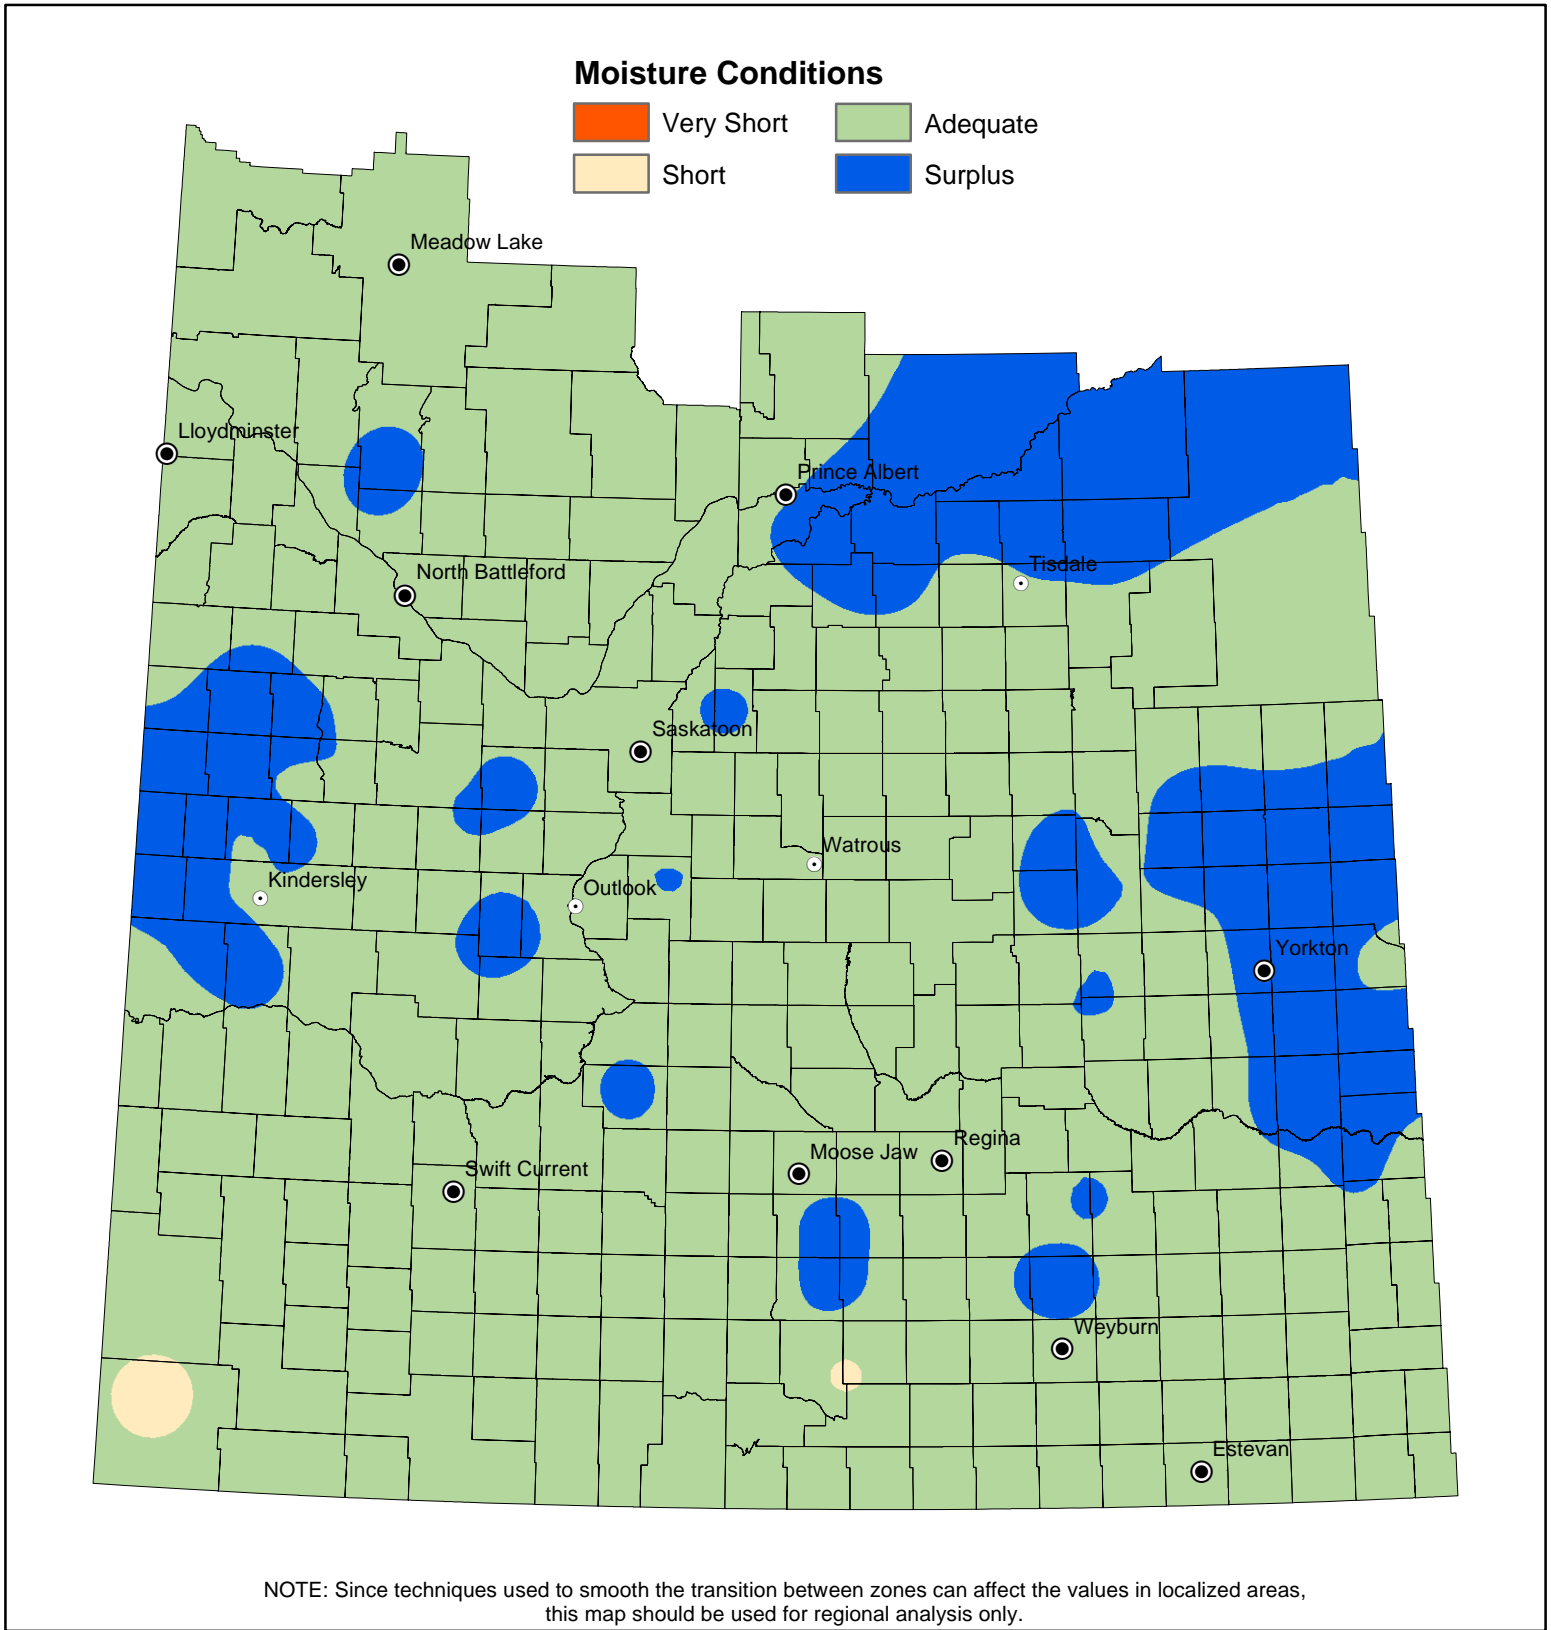 Moisture Conditions
Very Short
Adequate
Short
Surplus
Meadow Lake
Lloydminster
Prince Albert
North Battleford
Tisdale
Saskatoon
Watrous
Kindersley
Outlook
Yorkton
Regina
Moose Jaw
Swift Current
Weyburn
Estevan
NOTE: Since techniques used to smooth the transition between zones can affect the values in localized areas,
this map should be used for regional analysis only.